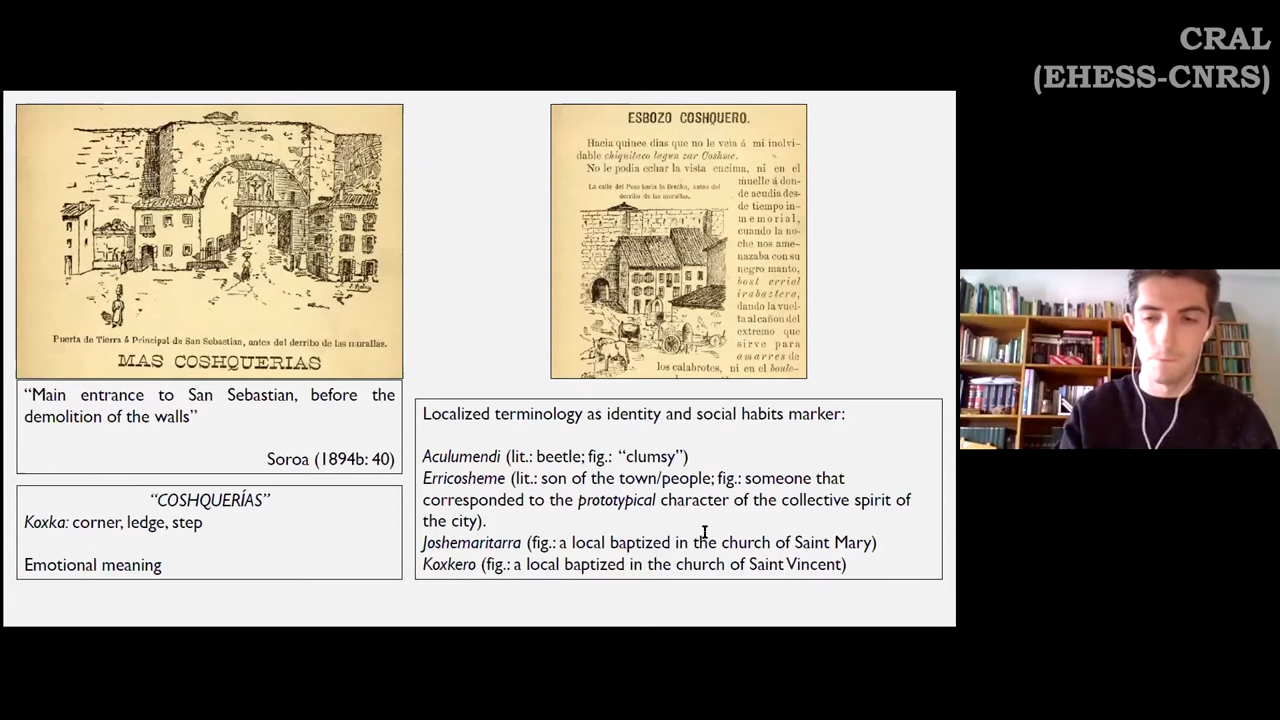 CRAL
(EHESS-CNRS)
Puerta de Tierra ó Principal de San Sebastian, antes del derribo de las murallas.
MAS COSHQUERIAS
“Main entrance to San Sebastian, before the
demolition of the walls”
Soroa (1894b: 40)
“COSHQUERÍAS”
Koxka: corner, ledge, step
Emotional meaning
ESBOZO COSHQUERO.
Hacia quince dias que no le veia á mi inolvi-
dable chiquitaco lagun zar Coshme.
No le podia echar la vista encima, ni en el
La calle del Pozo hacia la Brecha, antes del
derribo de las murallas.
muelle á don-
de acudia des-
de tiempo in-
memorial,
cuando la no-
che nos ame-
nazaba con su
negro manto,
bost errial
irabaztera,
dando la vuel-
ta al cañon del
extremo que
sirve para
amarres de
los calabrotes, ni en el boule-
Localized terminology as identity and social habits marker:
Aculumendi (lit.: beetle; fig.: “clumsy”)
Erricosheme (lit.: son of the town/people; fig.: someone that
corresponded to the prototypical character of the collective spirit of
the city).
Joshemaritarra (fig.: a local baptized in the church of Saint Mary)
Koxkero (fig.: a local baptized in the church of Saint Vincent)